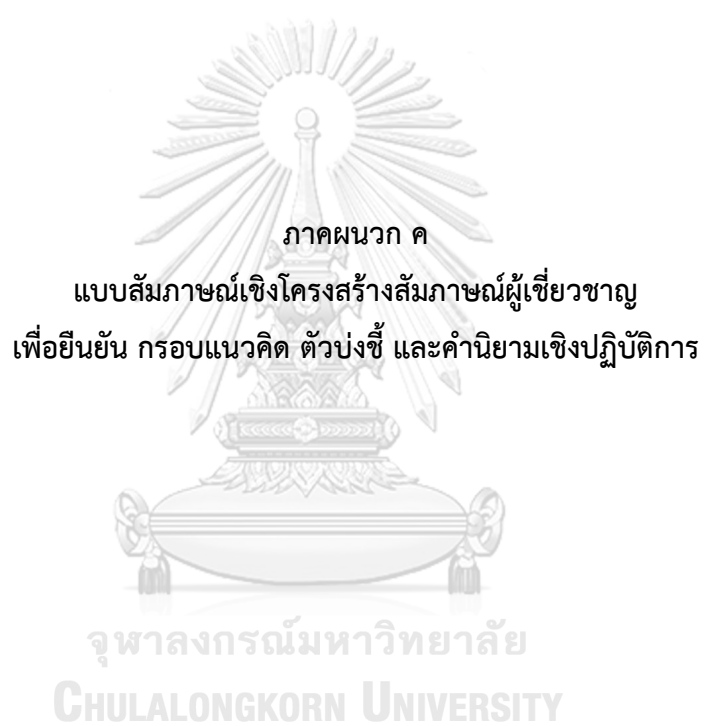 ภาคผนวก ค
แบบสัมภาษณ์เชิงโครงสร้างสัมภาษณ์ผู้เชี่ยวชาญ
เพื่อยืนยัน กรอบแนวคิด ตัวบ่งชี้ และคำนิยามเชิงปฏิบัติการ
จุฬาลงกรณ์มหาวิทยาลัย
CHULALONGKORN UNIVERSITY